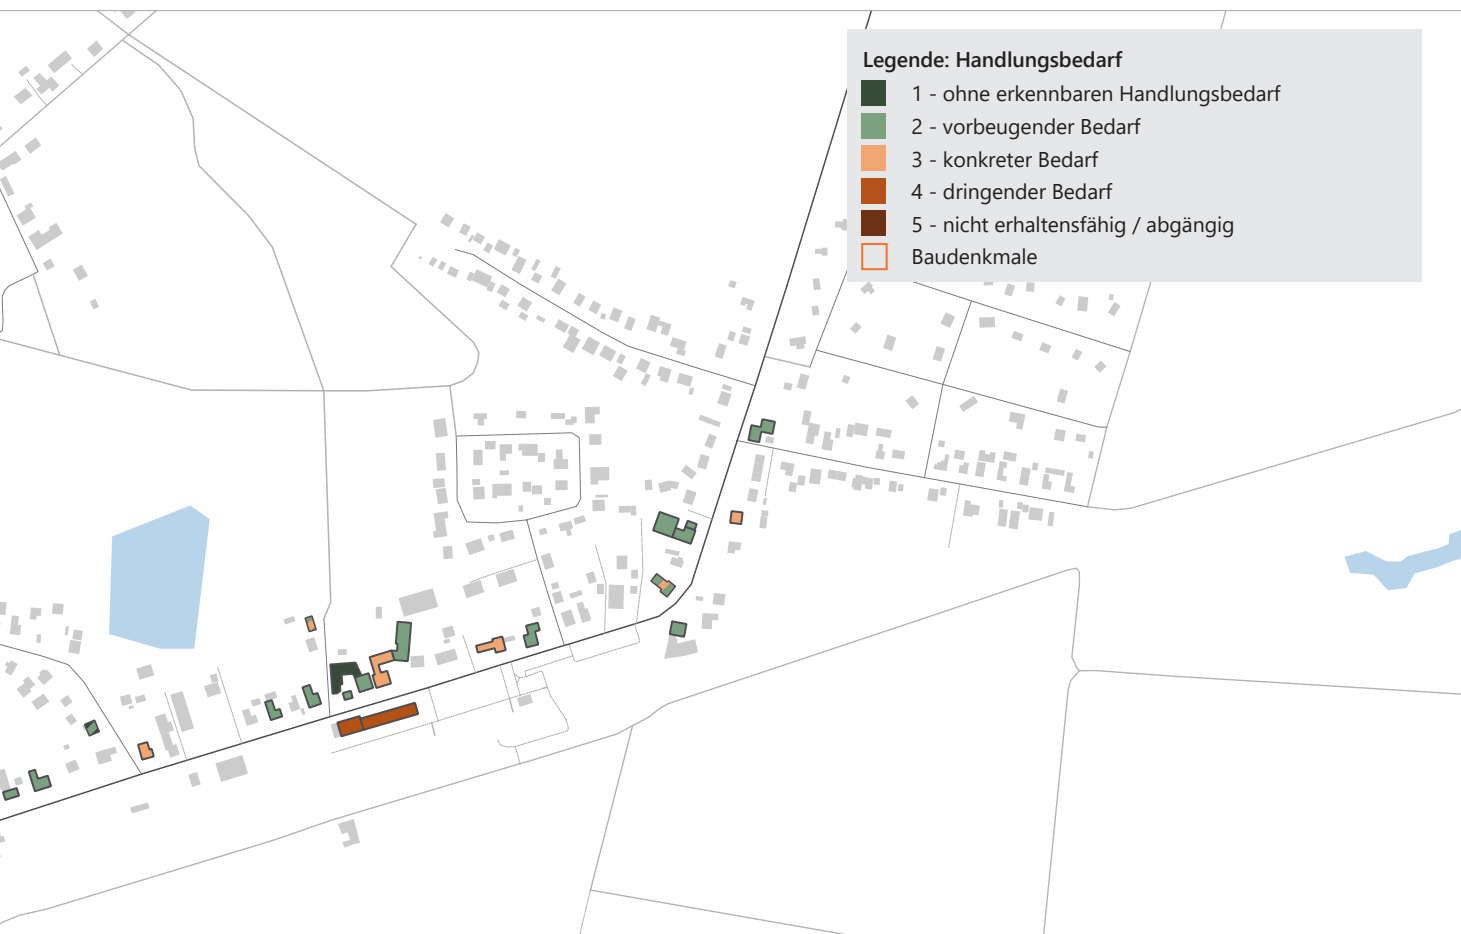 Legende: Handlungsbedarf
1 - ohne erkennbaren Handlungsbedarf
2 - vorbeugender Bedarf
3 - konkreter Bedarf
4 - dringender Bedarf
5 - nicht erhaltensfähig / abgängig
Baudenkmale